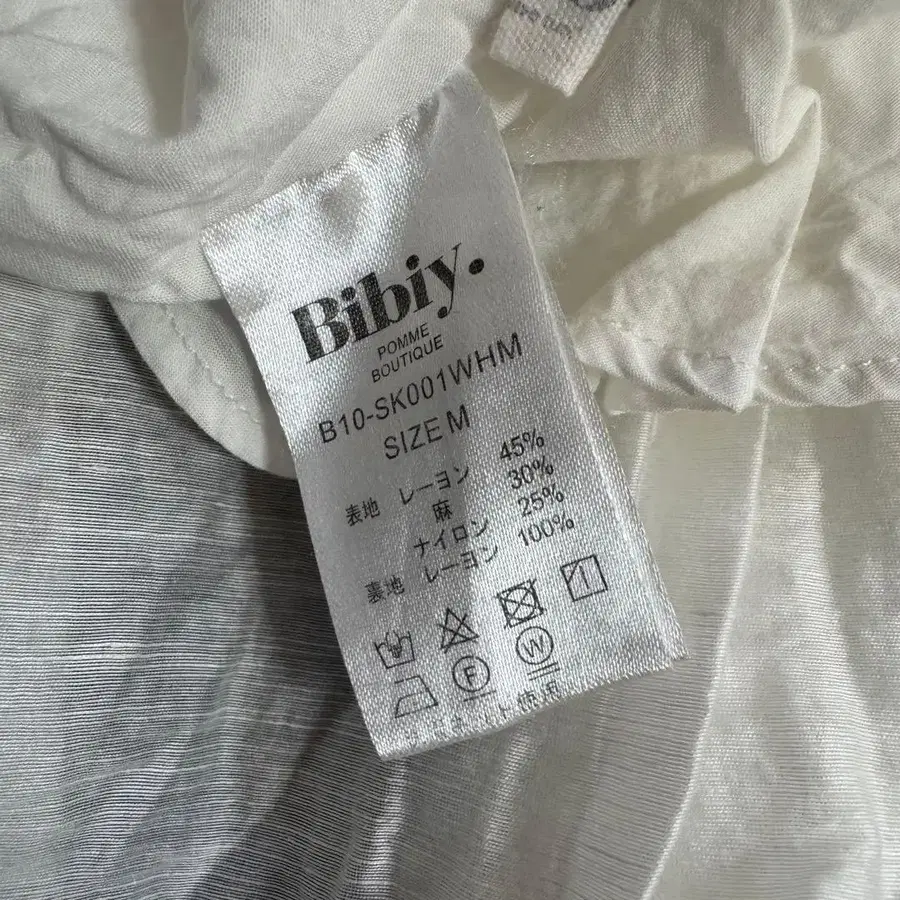 Bibiy.
POMME
BOUTIQUE
B10-SK001WHM
SIZE M
表地 レーヨン 45%
麻 30%
ナイロン 25%
裏地 レーヨン 100%
F
W